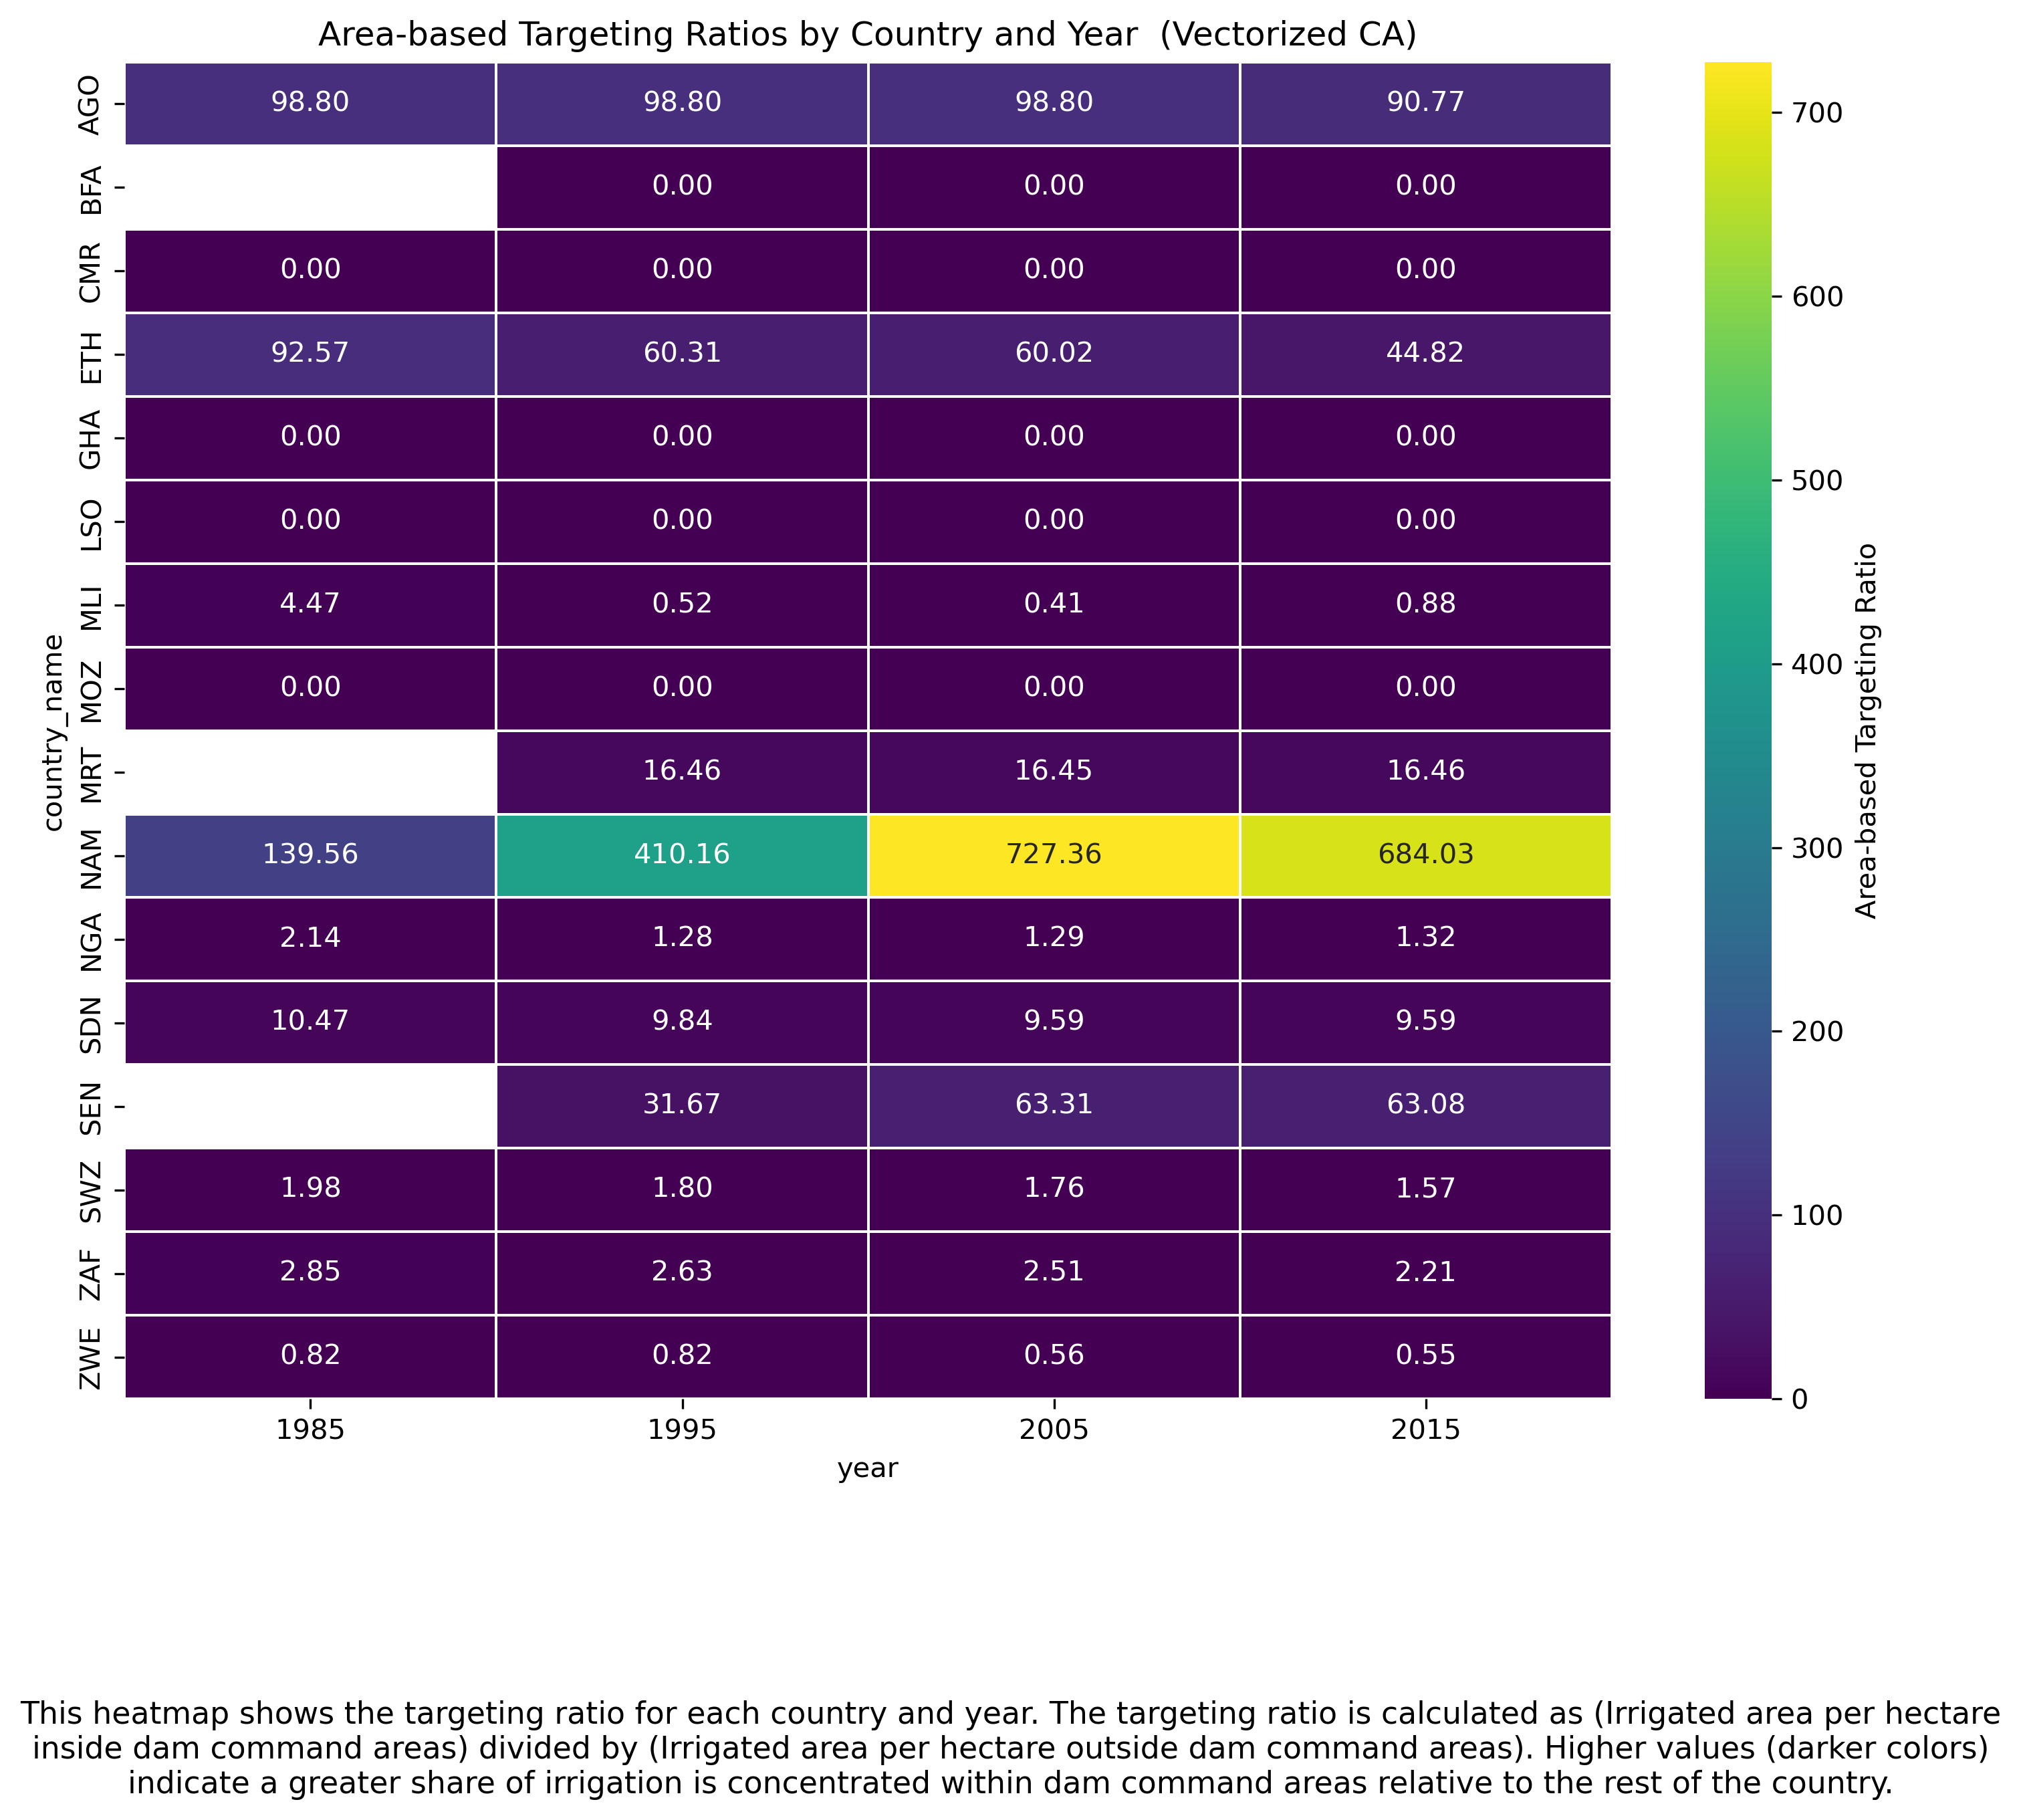 Area-based Targeting Ratios by Country and Year  (Vectorized CA)
AGO 98.80 98.80 98.80 90.77
BFA 0.00 0.00 0.00
CMR 0.00 0.00 0.00 0.00
ETH 92.57 60.31 60.02 44.82
GHA 0.00 0.00 0.00 0.00
LSO 0.00 0.00 0.00 0.00
MLI 4.47 0.52 0.41 0.88
MOZ 0.00 0.00 0.00 0.00
MRT 16.46 16.45 16.46
NAM 139.56 410.16 727.36 684.03
NGA 2.14 1.28 1.29 1.32
SDN 10.47 9.84 9.59 9.59
SEN 31.67 63.31 63.08
SWZ 1.98 1.80 1.76 1.57
ZAF 2.85 2.63 2.51 2.21
ZWE 0.82 0.82 0.56 0.55
1985 1995 2005 2015
year
country_name
700
600
500
400
300
200
100
0
Area-based Targeting Ratio
This heatmap shows the targeting ratio for each country and year. The targeting ratio is calculated as (Irrigated area per hectare
inside dam command areas) divided by (Irrigated area per hectare outside dam command areas). Higher values (darker colors)
indicate a greater share of irrigation is concentrated within dam command areas relative to the rest of the country.